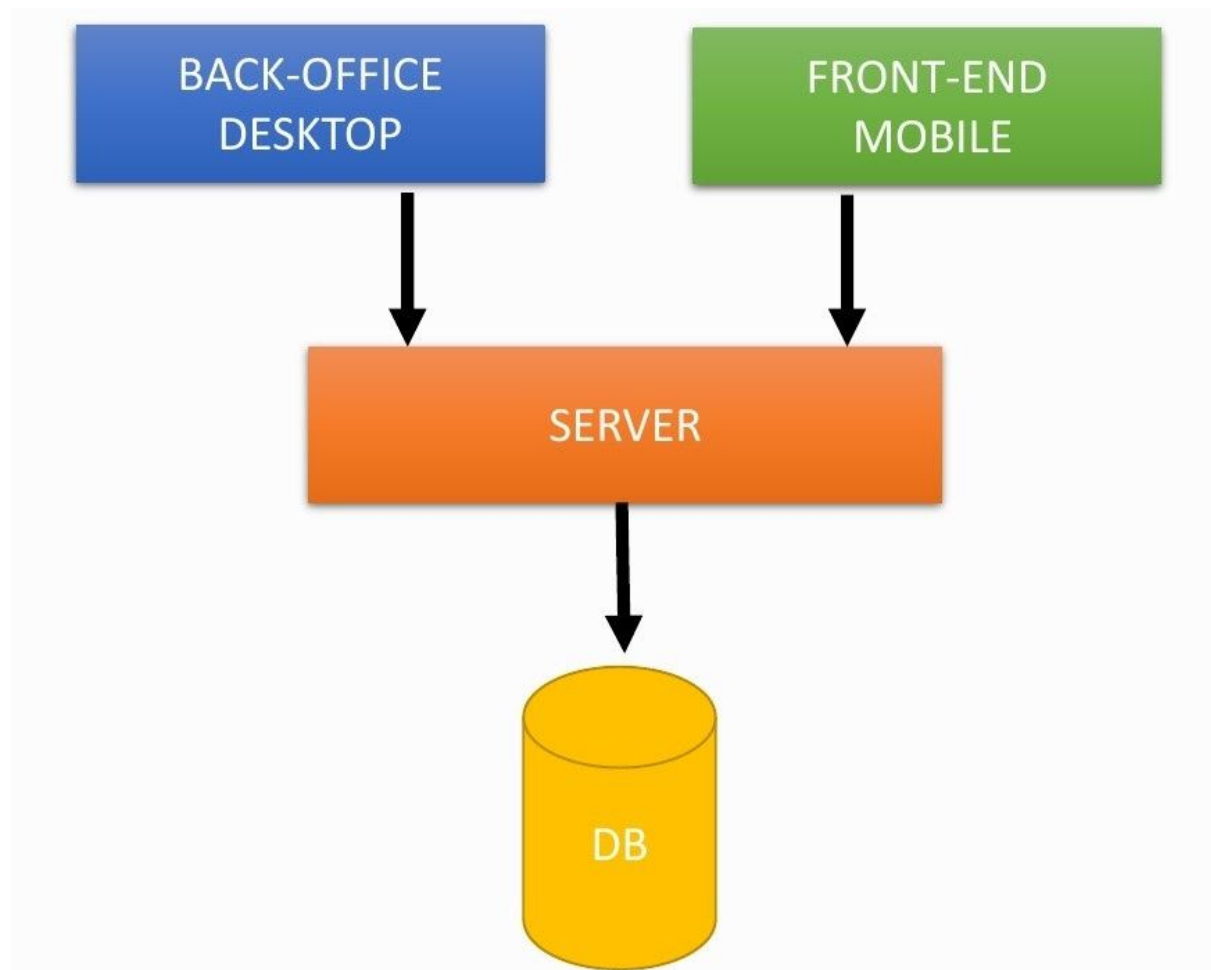 BACK-OFFICE
DESKTOP
FRONT-END
MOBILE
SERVER
DB